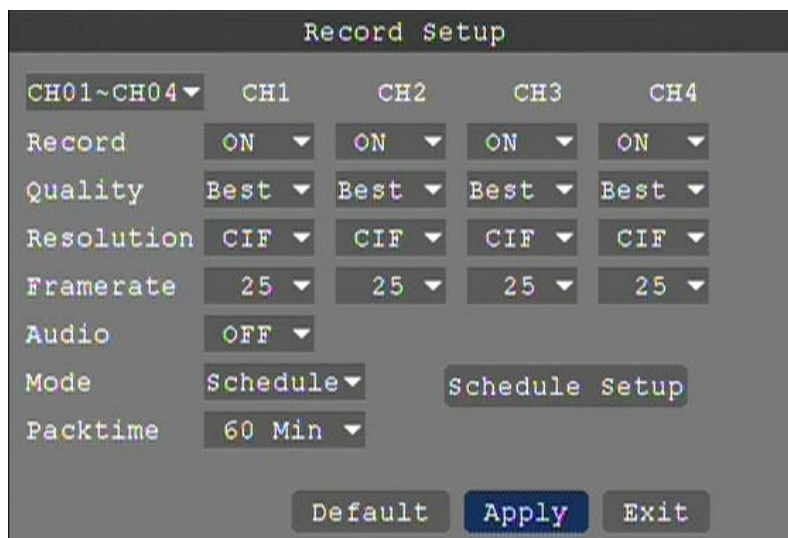 Record Setup
CH01~CH04 CH1 CH2 CH3 CH4
Record ON ON ON ON
Quality Best Best Best Best
Resolution CIF CIF CIF CIF
Framerate 25 25 25 25
Audio OFF
Mode Schedule Schedule Setup
Packtime 60 Min
Default Apply Exit